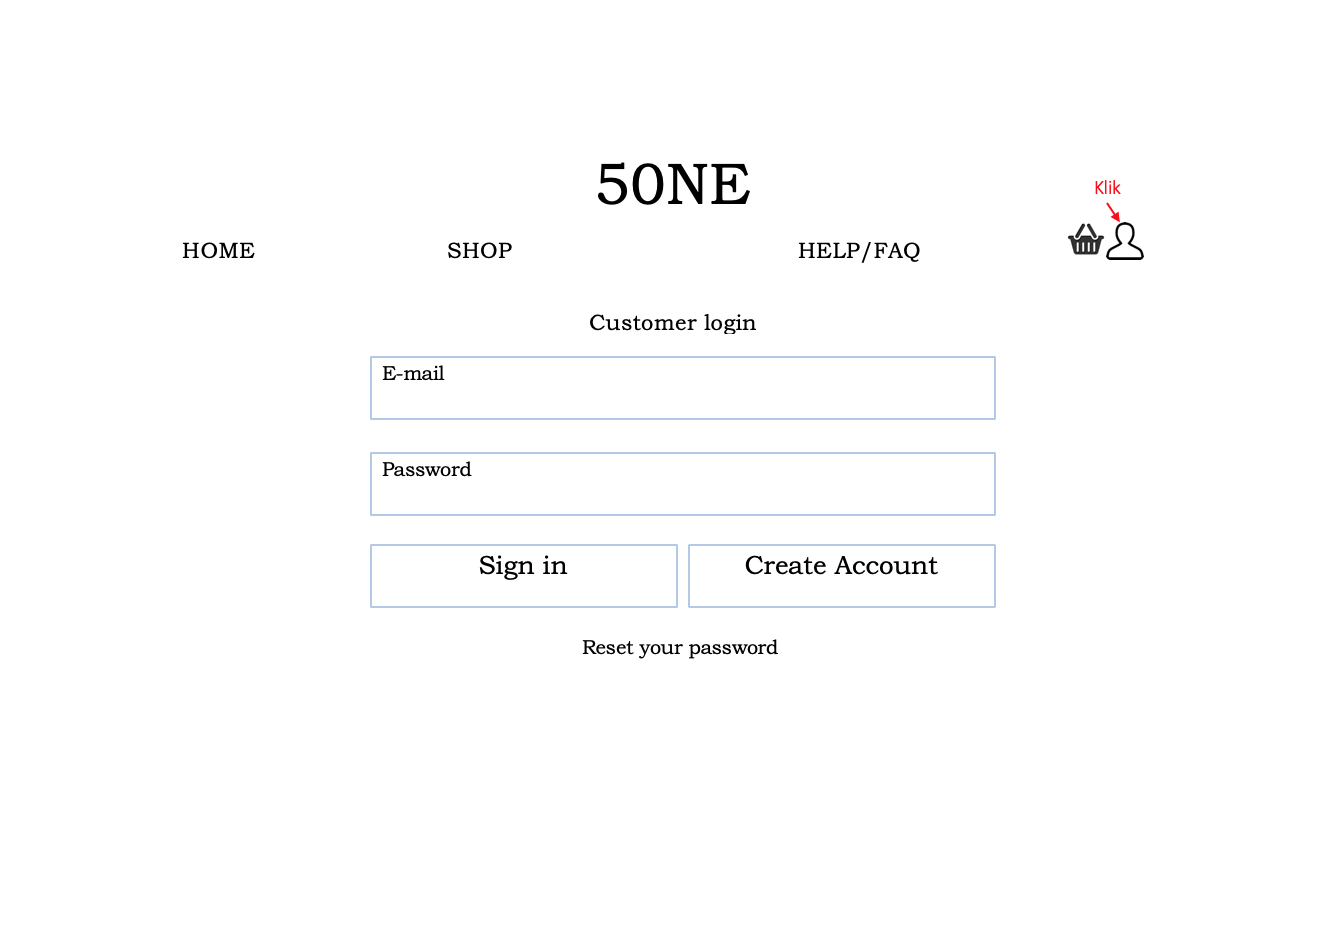 50NE
Klik
HOME SHOP HELP/FAQ
Customer login
E-mail
Password
Sign in Create Account
Reset your password